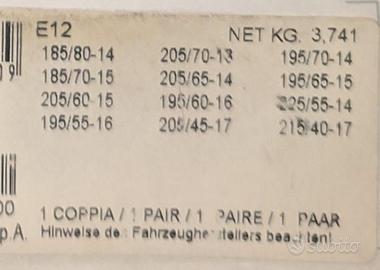 E12 NET KG. 3,741
185/80-14 205/70-13 195/70-14
185/70-15 205/65-14 195/65-15
205/60-15 195/60-16 225/55-14
195/55-16 205/45-17 215/40-17
1 COPPIA / 1 PAIR / 1 PAIRE / 1 PAAR
Hinweise des Fahrzeugherstellers beachten!
p.A.
subito